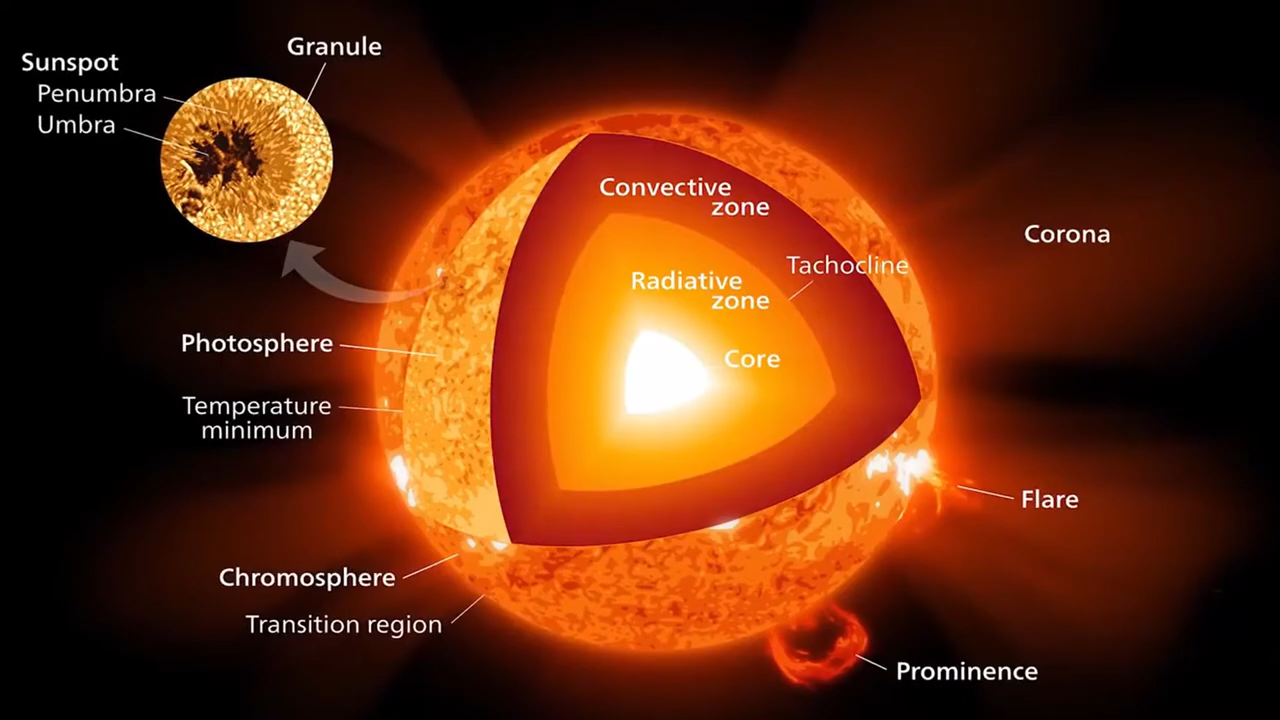 Granule
Sunspot
Penumbra
Umbra
Convective
zone
Corona
Tachocline
Radiative
zone
Photosphere
Core
Temperature
minimum
Flare
Chromosphere
Transition region
Prominence